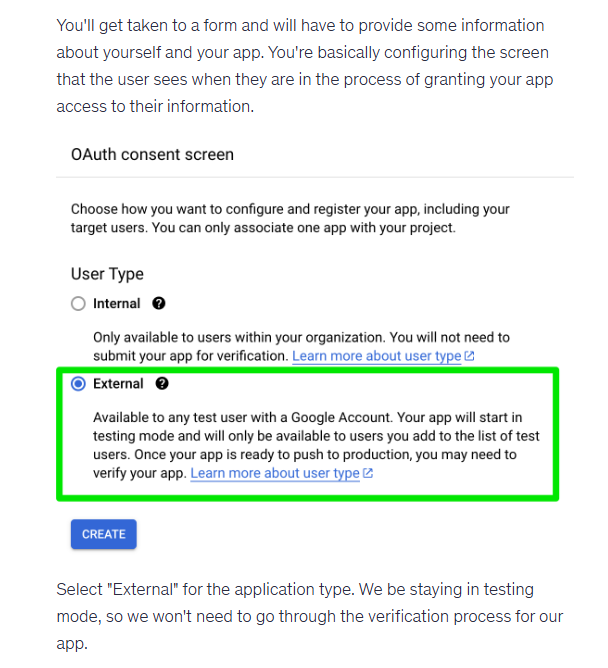 You'll get taken to a form and will have to provide some information
about yourself and your app. You're basically configuring the screen
that the user sees when they are in the process of granting your app
access to their information.
OAuth consent screen
Choose how you want to configure and register your app, including your
target users. You can only associate one app with your project.
User Type
Internal ?
Only available to users within your organization. You will not need to
submit your app for verification. Learn more about user type
External ?
Available to any test user with a Google Account. Your app will start in
testing mode and will only be available to users you add to the list of test
users. Once your app is ready to push to production, you may need to
verify your app. Learn more about user type
CREATE
Select "External" for the application type. We be staying in testing
mode, so we won't need to go through the verification process for our
app.